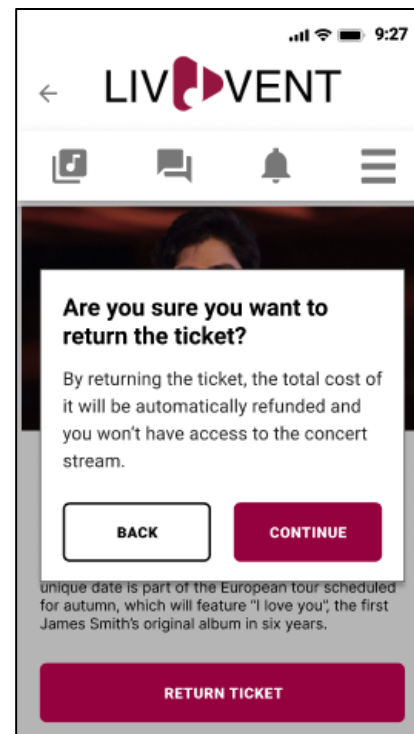 9:27
LIVVENT
Are you sure you want to
return the ticket?
By returning the ticket, the total cost of
it will be automatically refunded and
you won't have access to the concert
stream.
BACK
CONTINUE
unique date is part of the European tour scheduled
for autumn, which will feature "I love you", the first
James Smith's original album in six years.
RETURN TICKET